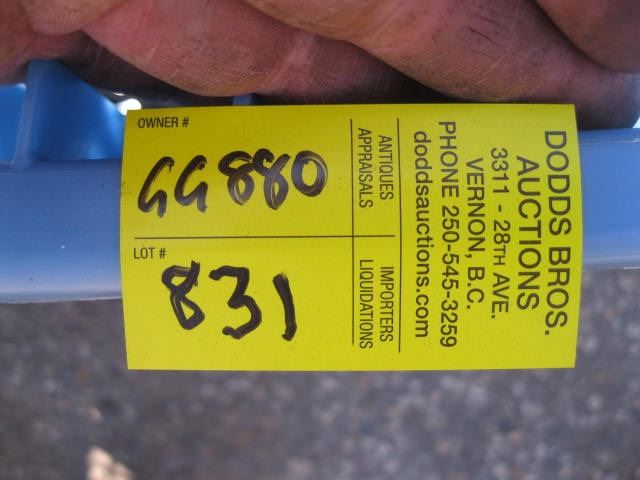 DODDS BROS.
AUCTIONS
3311 - 28TH AVE.
VERNON, B.C.
PHONE 250-545-3259
doddsauctions.com
ANTIQUES
APPRAISALS
IMPORTERS
LIQUIDATIONS
OWNER #
GG880
LOT #
831